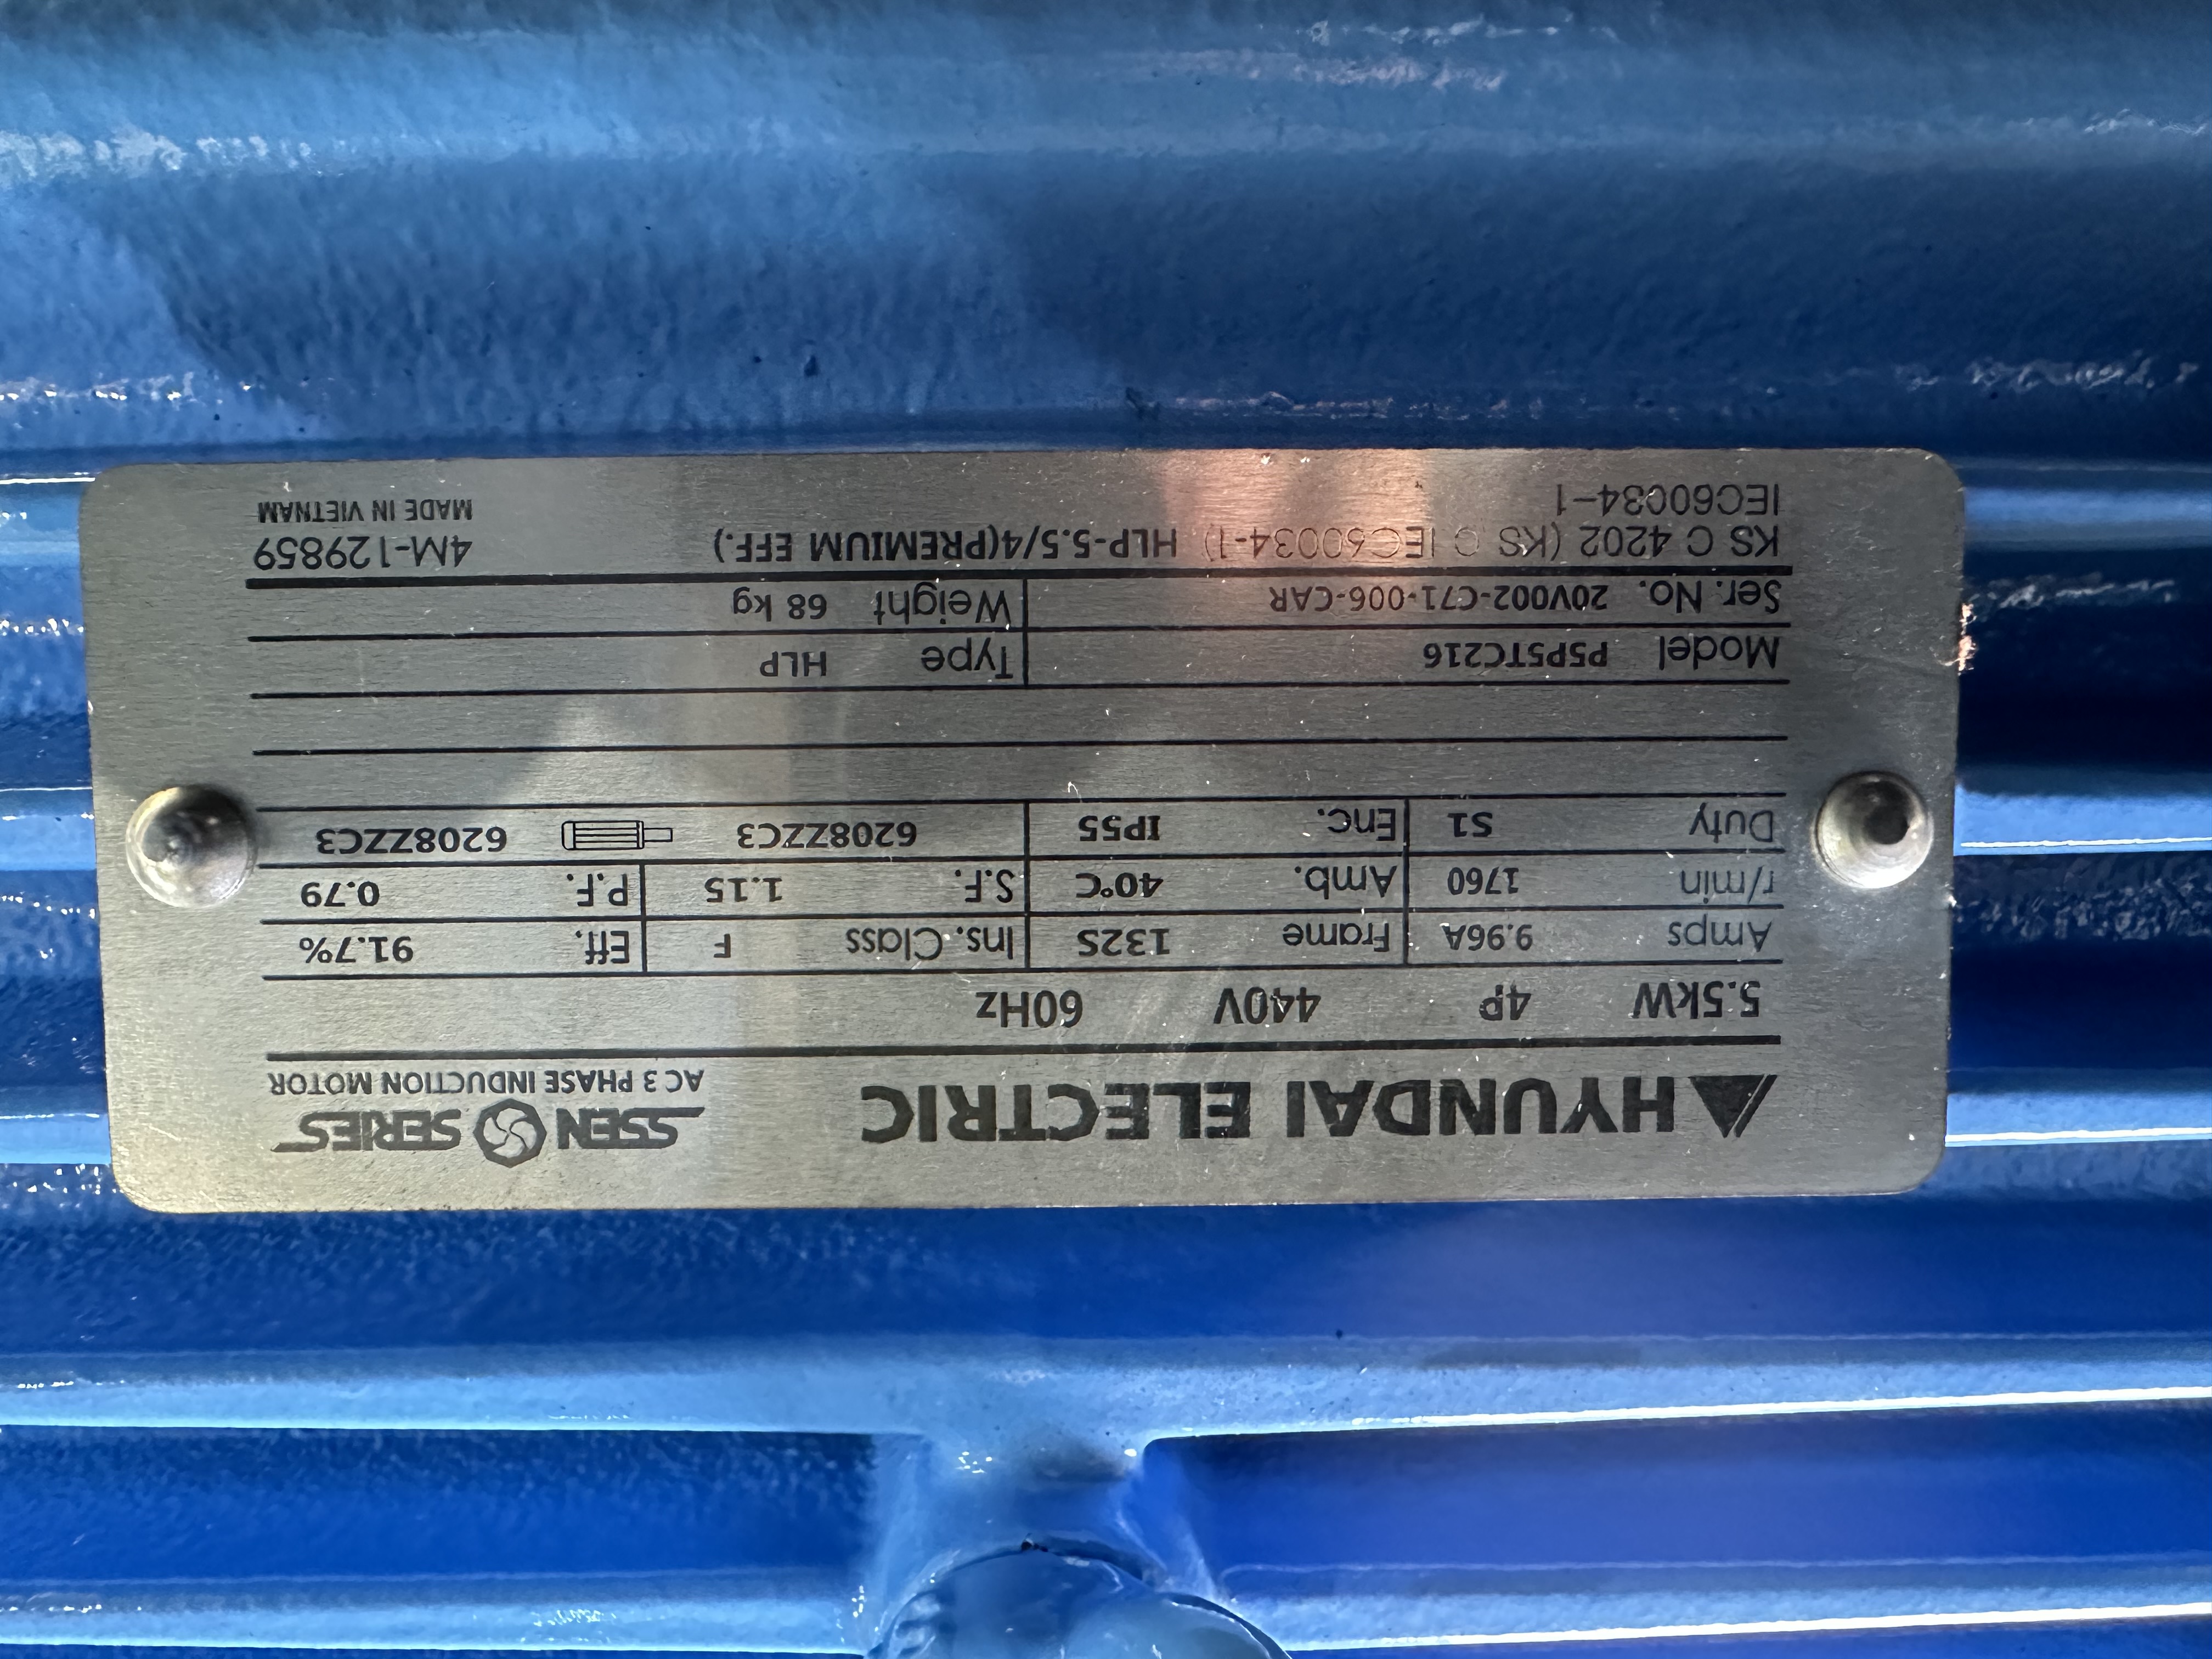 HYUNDAI ELECTRIC SSEN SERIES
AC 3 PHASE INDUCTION MOTOR
5.5kW 4P 440V 60Hz
Amps 9.96A Frame 132S Ins. Class F Eff. 91.7%
r/min 1760 Amb. 40°C S.F. 1.15 P.F. 0.79
Duty S1 Enc. IP55 6208ZZC3 6208ZZC3
Model P5P5TC216 Type HLP
Ser. No. 20V002-C71-006-CAR Weight 68 kg
KS C 4202 (KS C IEC60034-1) HLP-5.5/4(PREMIUM EFF.) 4M-129859
IEC60034-1 MADE IN VIETNAM